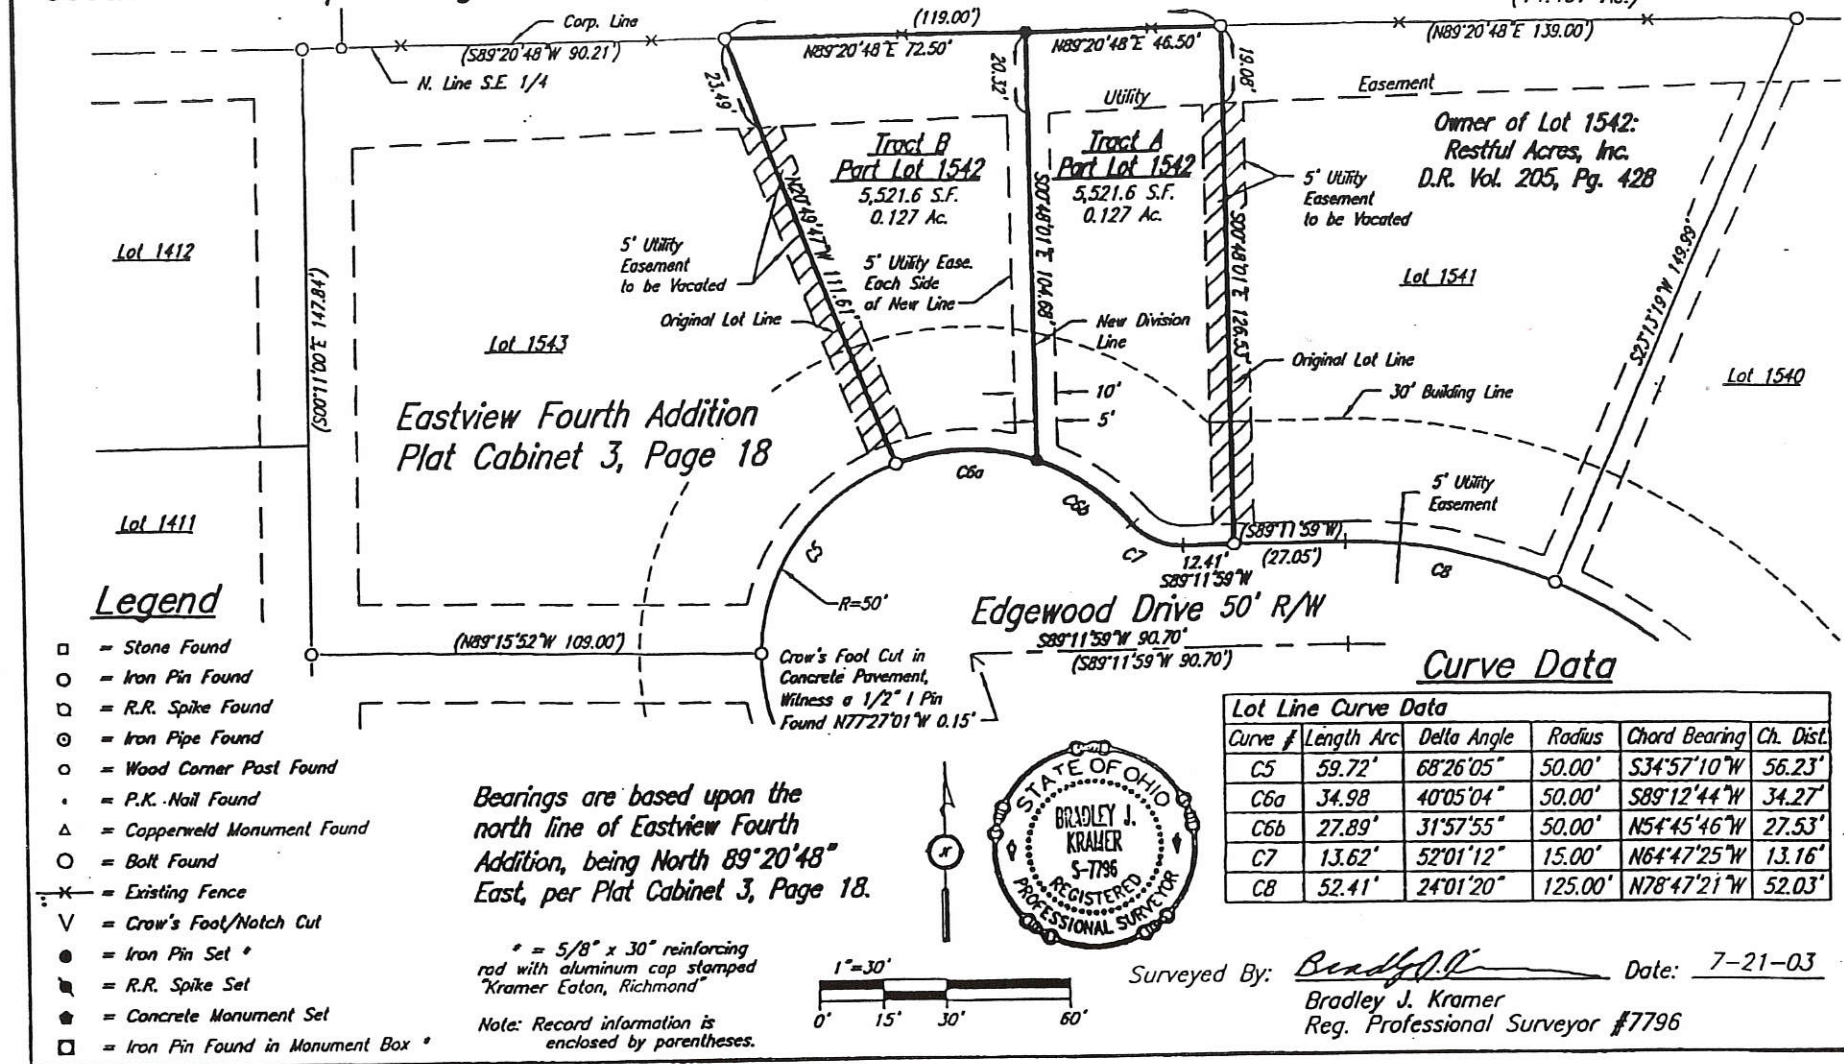 Corp. Line
(119.00')
(S89°20'48"W 90.21')
N89°20'48"E 72.50'
N89°20'48"E 46.50'
(N89°20'48"E 139.00')
N. Line S.E. 1/4
23.49'
20.32'
19.08'
Utility
Easement
Tract B
Part Lot 1542
5,521.6 S.F.
0.127 Ac.
Tract A
Part Lot 1542
5,521.6 S.F.
0.127 Ac.
Owner of Lot 1542:
Restful Acres, Inc.
D.R. Vol. 205, Pg. 428
5' Utility
Easement
to be Vacated
Lot 1412
(S00°11'00"E 147.84')
5' Utility
Easement
to be Vacated
N20°49'47"W 111.61'
5' Utility Ease.
Each Side
of New Line
S00°48'01"E 104.68'
S00°48'01"E 126.53'
Lot 1541
S23°13'19"W 149.99'
Original Lot Line
New Division
Line
Lot 1543
Original Lot Line
Lot 1540
30' Building Line
10'
5'
Eastview Fourth Addition
Plat Cabinet 3, Page 18
C6a
C6b
5' Utility
Easement
Lot 1411
C5
C7
12.41'
S89°11'59"W
(S89°11'59"W)
(27.05')
C8
R=50'
Edgewood Drive 50' R/W
S89°11'59"W 90.70'
(S89°11'59"W 90.70')
(N89°15'52"W 109.00')
Crow's Foot Cut in
Concrete Pavement,
Witness a 1/2" I Pin
Found N77°27'01"W 0.15'
Legend
= Stone Found
= Iron Pin Found
= R.R. Spike Found
= Iron Pipe Found
= Wood Corner Post Found
= P.K. Nail Found
= Copperweld Monument Found
= Bolt Found
= Existing Fence
= Crow's Foot/Notch Cut
= Iron Pin Set *
= R.R. Spike Set
= Concrete Monument Set
= Iron Pin Found in Monument Box *
Bearings are based upon the
north line of Eastview Fourth
Addition, being North 89°20'48"
East, per Plat Cabinet 3, Page 18.
* = 5/8" x 30" reinforcing
rod with aluminum cap stamped
"Kramer Eaton, Richmond"
Note: Record information is
enclosed by parentheses.
N
STATE OF OHIO
BRADLEY J.
KRAMER
S-7796
REGISTERED
PROFESSIONAL SURVEYOR
1"=30'
0' 15' 30' 60'
Curve Data
Lot Line Curve Data
Curve # Length Arc Delta Angle Radius Chord Bearing Ch. Dist.
C5 59.72' 68°26'05" 50.00' S34°57'10"W 56.23'
C6a 34.98 40°05'04" 50.00' S89°12'44"W 34.27'
C6b 27.89' 31°57'55" 50.00' N54°45'46"W 27.53'
C7 13.62' 52°01'12" 15.00' N64°47'25"W 13.16'
C8 52.41' 24°01'20" 125.00' N78°47'21"W 52.03'
Surveyed By: Date: 7-21-03
Bradley J. Kramer
Reg. Professional Surveyor #7796